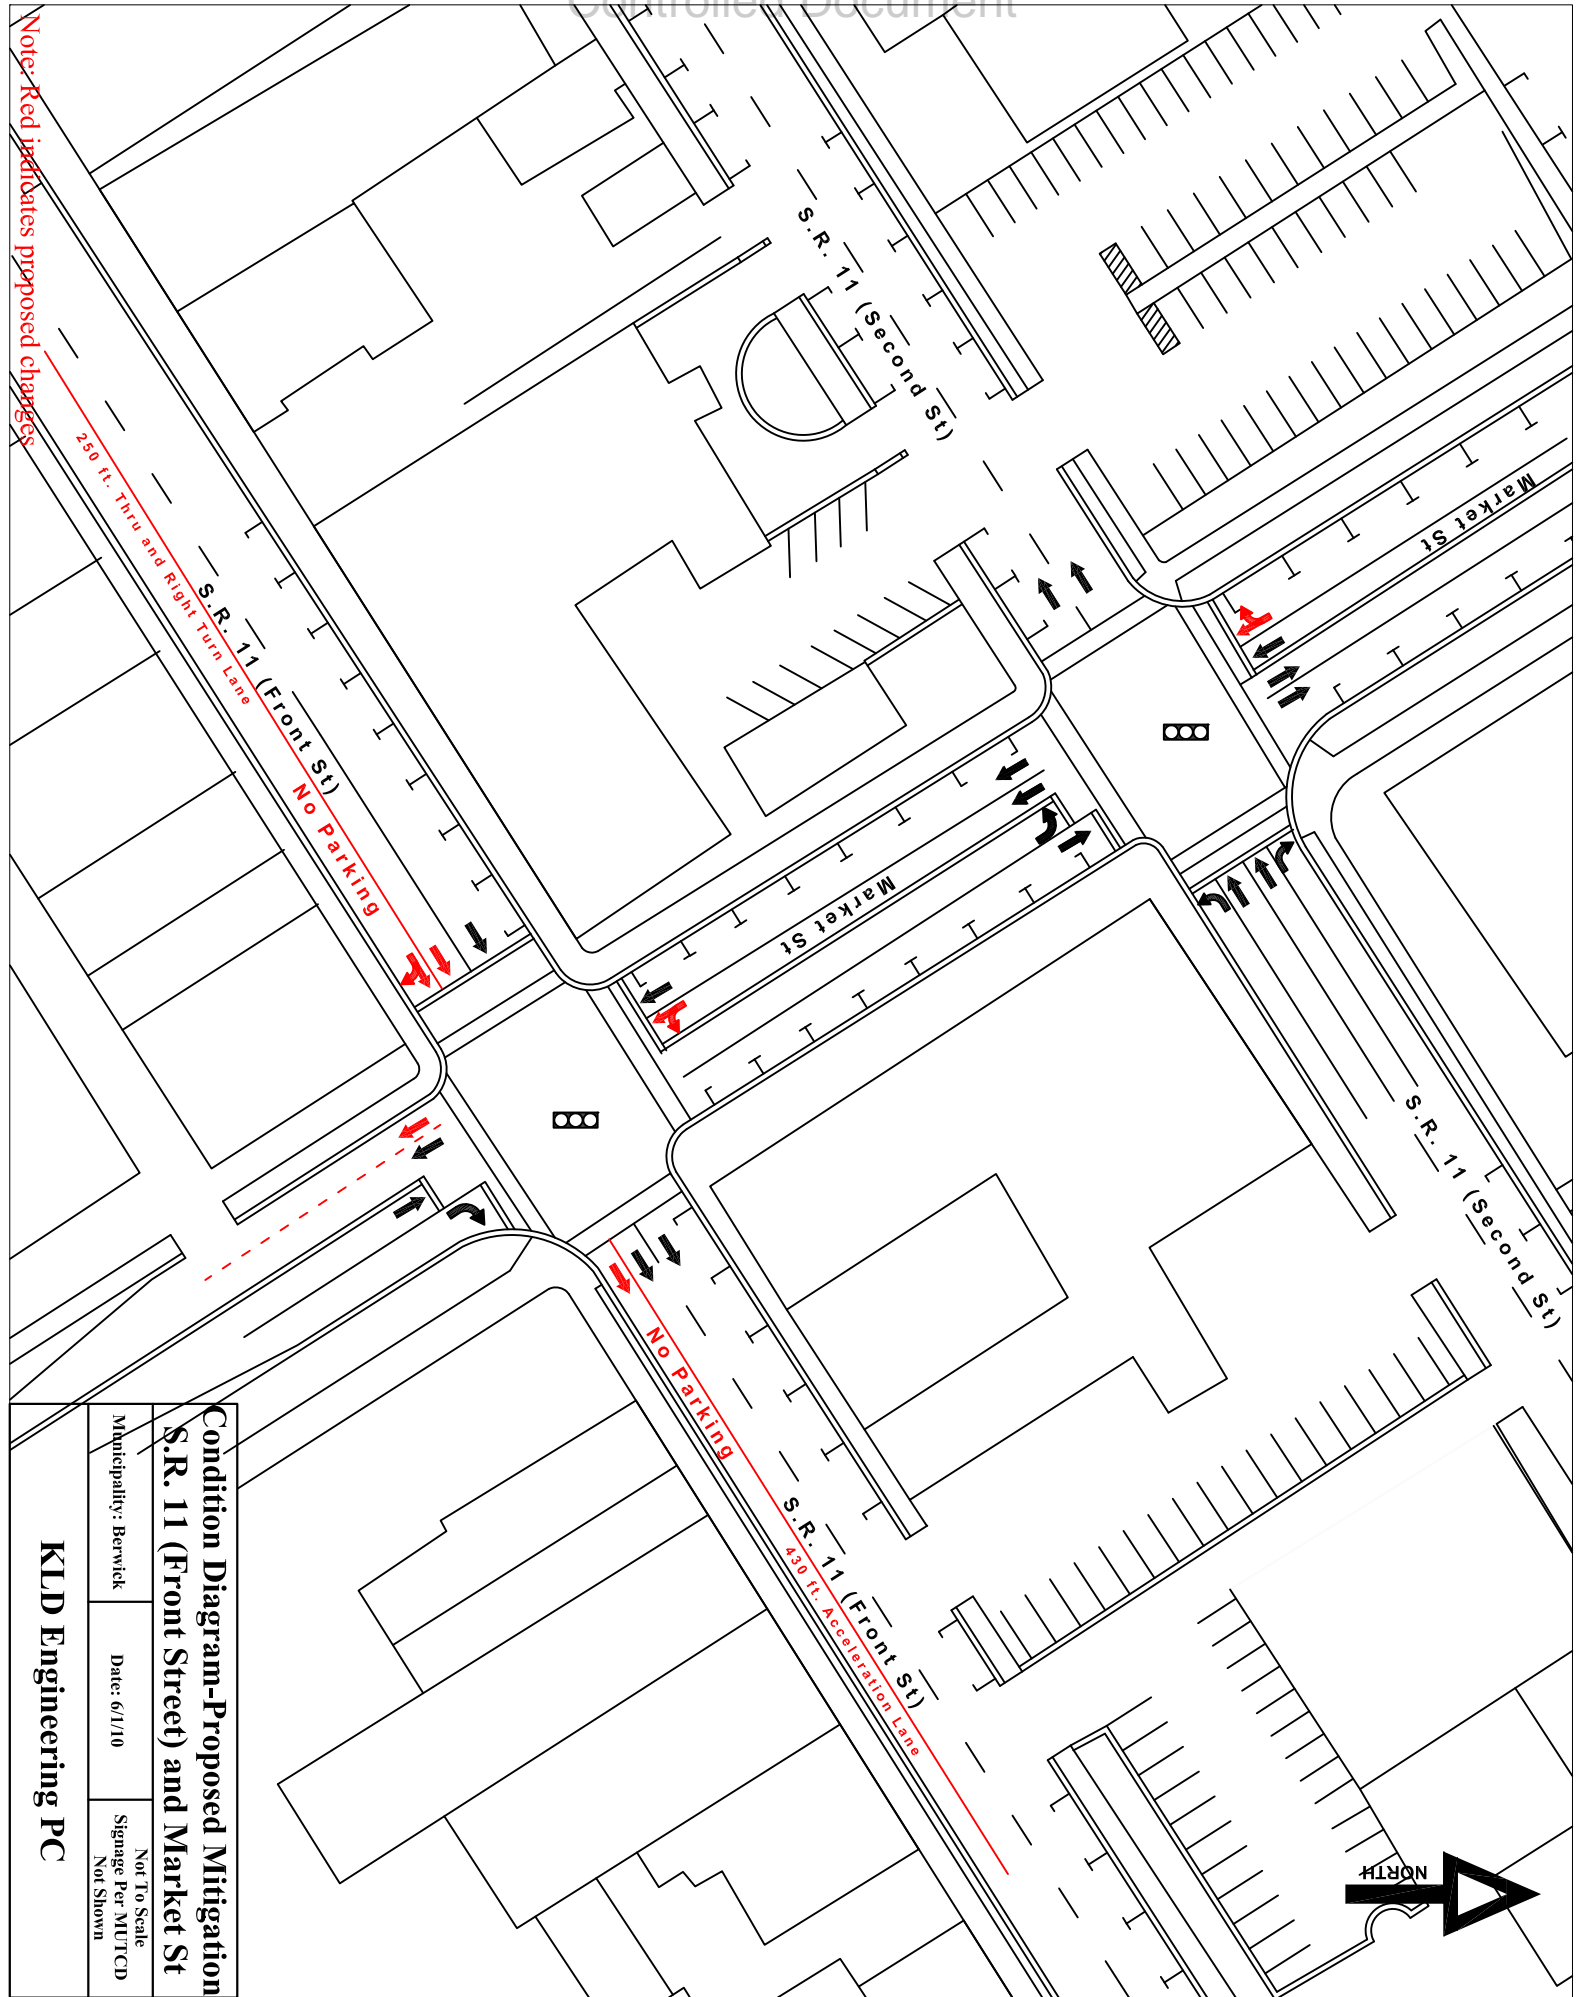 Controlled Document
Note: Red indicates proposed changes
S.R. 11 (Second St)
Market St
250 ft. Thru and Right Turn Lane
S.R. 11 (Front St)
No Parking
Market St
S.R. 11 (Second St)
No Parking
S.R. 11 (Front St)
430 ft. Acceleration Lane
NORTH
Condition Diagram-Proposed Mitigation
S.R. 11 (Front Street) and Market St
Municipality: Berwick
Date: 6/1/10
Not To Scale
Signage Per MUTCD
Not Shown
KLD Engineering PC